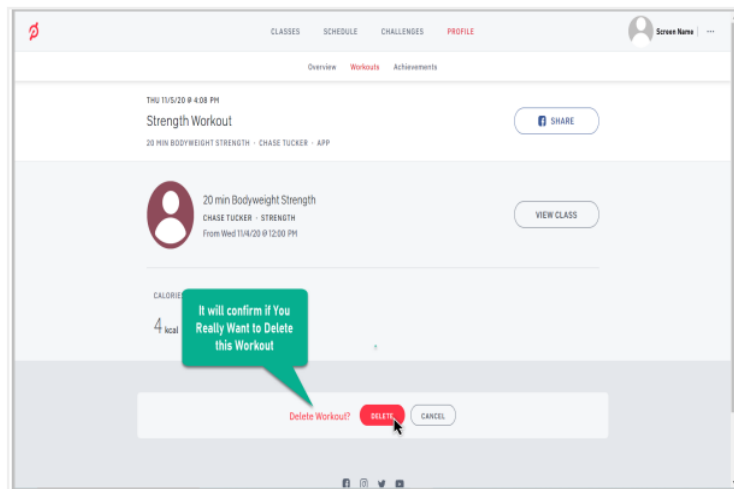 CLASSES SCHEDULE CHALLENGES PROFILE Screen Name
Overview Workouts Achievements
THU 11/5/20 @ 4:08 PM
Strength Workout
20 MIN BODYWEIGHT STRENGTH · CHASE TUCKER · APP
SHARE
20 min Bodyweight Strength
CHASE TUCKER · STRENGTH
From Wed 11/4/20 @ 12:00 PM
VIEW CLASS
CALORIES
4 kcal
It will confirm if You
Really Want to Delete
this Workout
Delete Workout? DELETE CANCEL